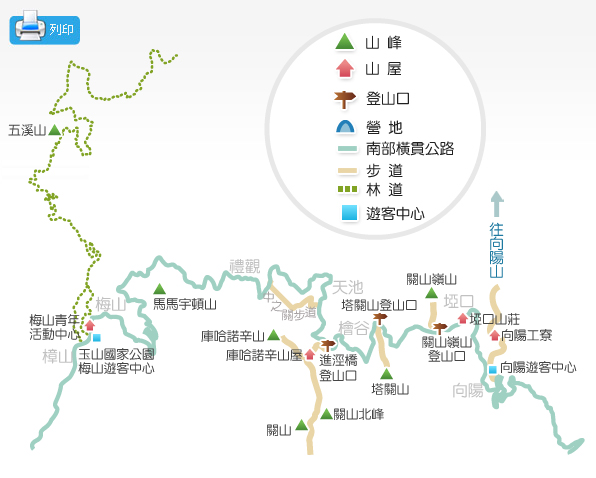 列印
山 峰
山 屋
登山口
營 地
南部橫貫公路
步 道
林 道
遊客中心
五溪山
往向陽山
禮觀
關山嶺山
天池
梅山
馬馬宇頓山
中之關步道
塔關山登山口
埡口
梅山青年
活動中心
檜谷
埡口山莊
庫哈諾辛山
關山嶺山
登山口
向陽工寮
樟山
玉山國家公園
梅山遊客中心
庫哈諾辛山屋
進涇橋
登山口
向陽遊客中心
塔關山
向陽
關山北峰
關山